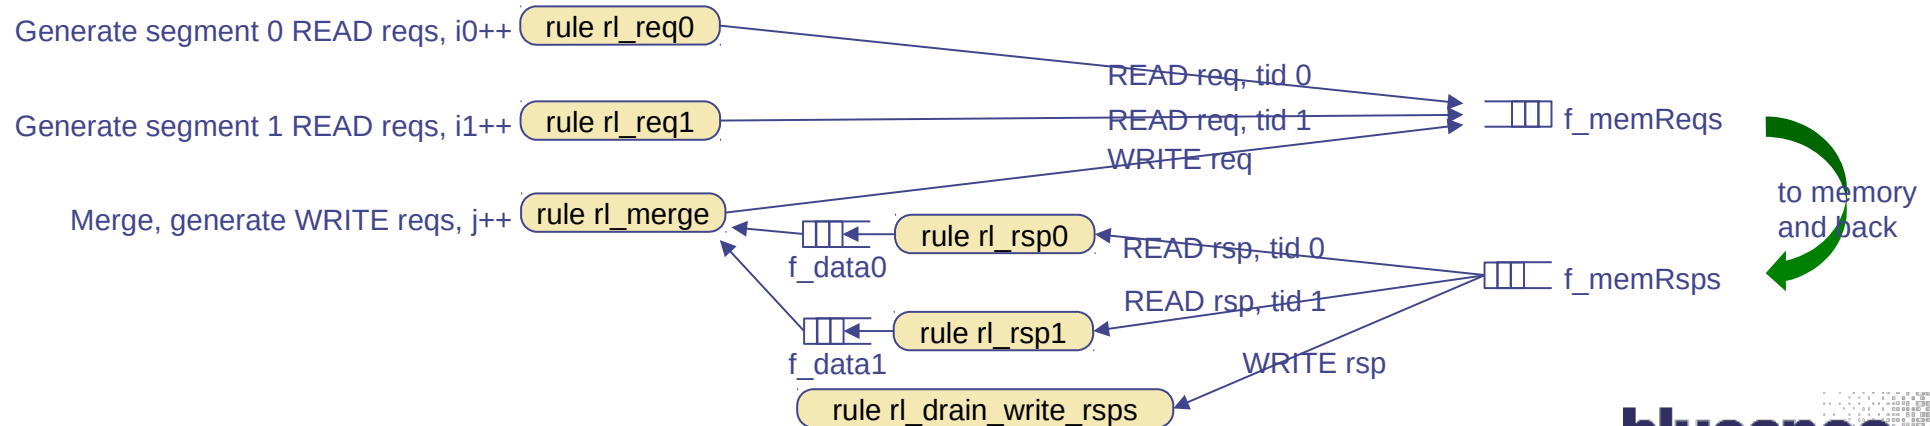 Generate segment 0 READ reqs, i0++
rule rl_req0
READ req, tid 0
Generate segment 1 READ reqs, i1++
rule rl_req1
READ req, tid 1
f_memReqs
WRITE req
Merge, generate WRITE reqs, j++
rule rl_merge
to memory
and back
rule rl_rsp0
READ rsp, tid 0
f_data0
f_memRsps
READ rsp, tid 1
rule rl_rsp1
f_data1
WRITE rsp
rule rl_drain_write_rsps